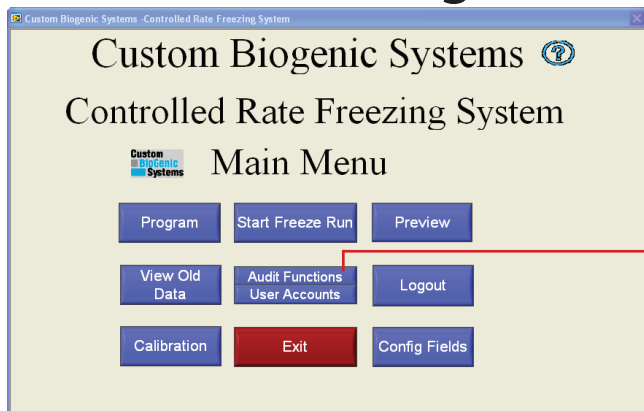 Custom Biogenic Systems -Controlled Rate Freezing System
Custom Biogenic Systems ?
Controlled Rate Freezing System
Custom
BioGenic
Systems
Main Menu
Program
Start Freeze Run
Preview
View Old
Data
Audit Functions
User Accounts
Logout
Calibration
Exit
Config Fields